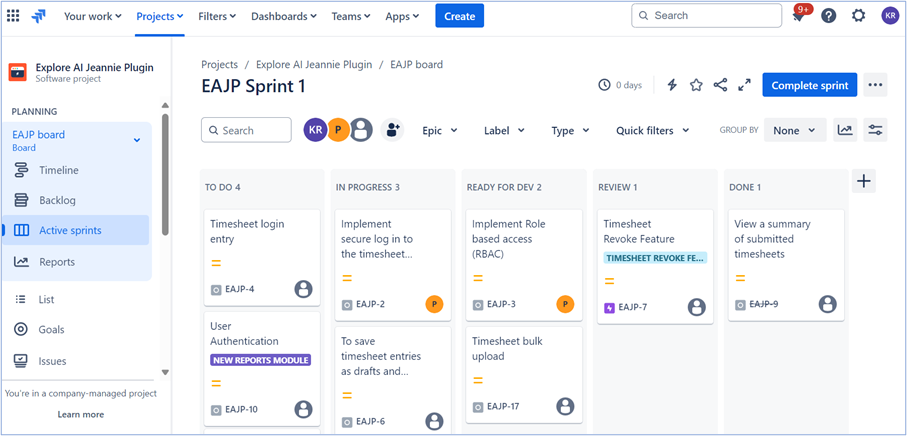 Your work Projects Filters Dashboards Teams Apps Create Search 9+ KR
Explore AI Jeannie Plugin
Software project
PLANNING
EAJP board
Board
Timeline
Backlog
Active sprints
Reports
List
Goals
Issues
You're in a company-managed project
Learn more
Projects / Explore AI Jeannie Plugin / EAJP board
EAJP Sprint 1
0 days Complete sprint
Search KR P Epic Label Type Quick filters GROUP BY None
TO DO 4
Timesheet login
entry
EAJP-4
User
Authentication
NEW REPORTS MODULE
EAJP-10
IN PROGRESS 3
Implement
secure log in to
the timesheet...
EAJP-2 P
To save
timesheet entries
as drafts and...
EAJP-6
READY FOR DEV 2
Implement Role
based access
(RBAC)
EAJP-3 P
Timesheet bulk
upload
EAJP-17
REVIEW 1
Timesheet
Revoke Feature
TIMESHEET REVOKE FE...
EAJP-7
DONE 1
View a summary
of submitted
timesheets
EAJP-9